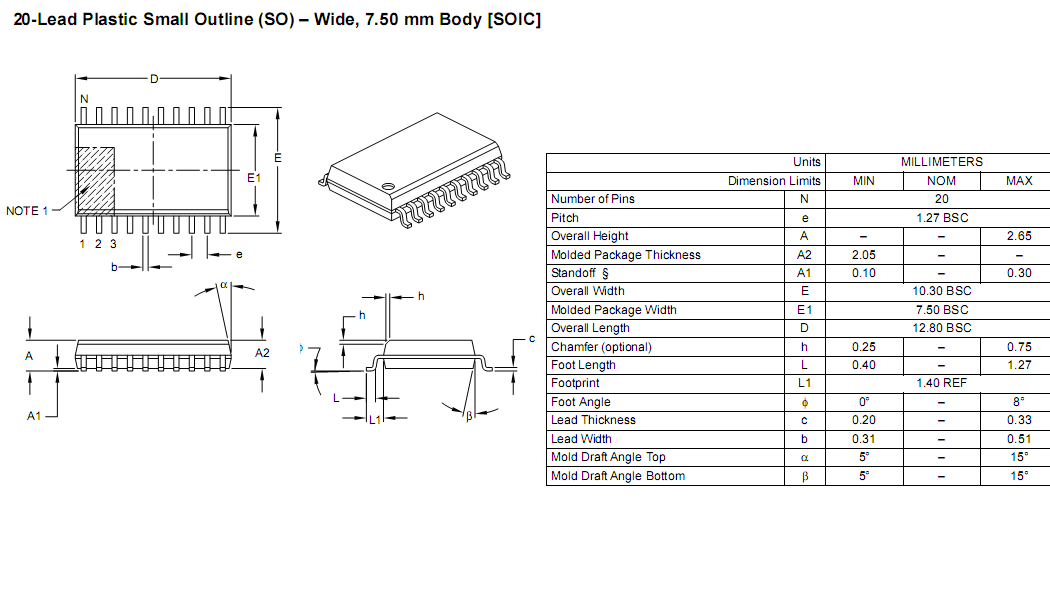 20-Lead Plastic Small Outline (SO) – Wide, 7.50 mm Body [SOIC]
D
N
E
E1
NOTE 1
1 2 3
e
b
α
h
h
A
A2
A1
c
φ
L
L1
β
Units MILLIMETERS
Dimension Limits MIN NOM MAX
Number of Pins N 20
Pitch e 1.27 BSC
Overall Height A – – 2.65
Molded Package Thickness A2 2.05 – –
Standoff § A1 0.10 – 0.30
Overall Width E 10.30 BSC
Molded Package Width E1 7.50 BSC
Overall Length D 12.80 BSC
Chamfer (optional) h 0.25 – 0.75
Foot Length L 0.40 – 1.27
Footprint L1 1.40 REF
Foot Angle ϕ 0° – 8°
Lead Thickness c 0.20 – 0.33
Lead Width b 0.31 – 0.51
Mold Draft Angle Top α 5° – 15°
Mold Draft Angle Bottom β 5° – 15°